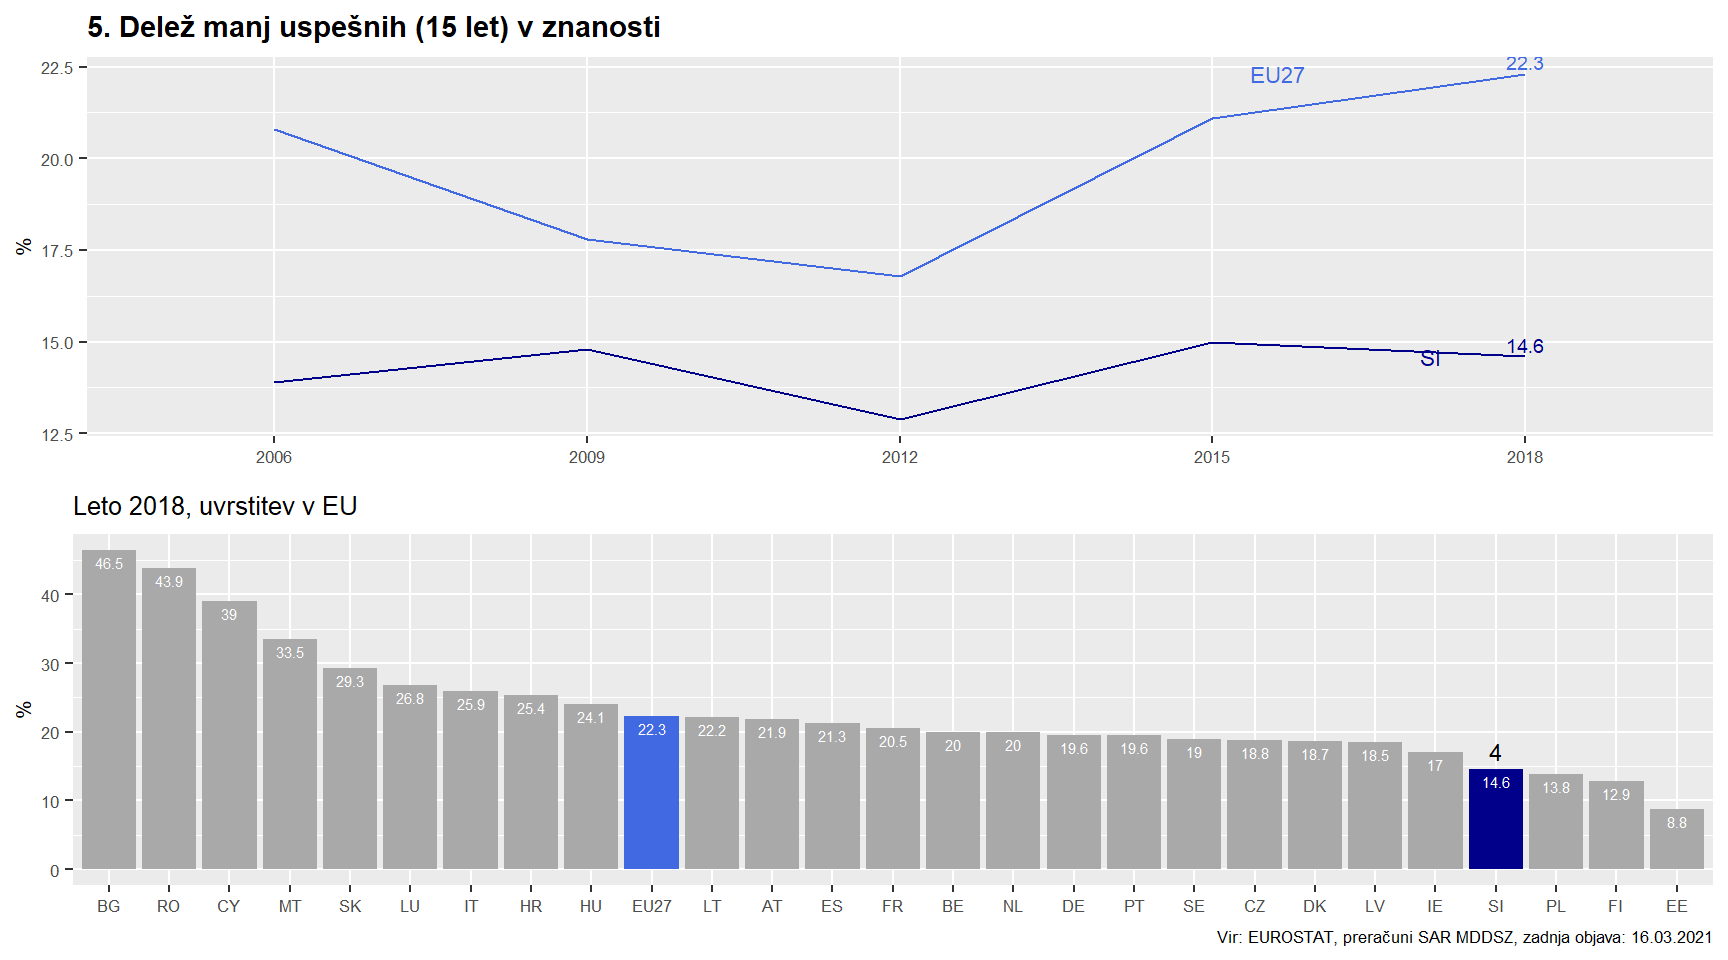 5. Delež manj uspešnih (15 let) v znanosti
22.5
20.0
17.5
15.0
12.5
%
EU27
22.3
SI
14.6
2006 2009 2012 2015 2018
Leto 2018, uvrstitev v EU
40
30
20
10
0
%
4
46.5 43.9 39 33.5 29.3 26.8 25.9 25.4 24.1 22.3 22.2 21.9 21.3 20.5 20 20 19.6 19.6 19 18.8 18.7 18.5 17 14.6 13.8 12.9 8.8
BG RO CY MT SK LU IT HR HU EU27 LT AT ES FR BE NL DE PT SE CZ DK LV IE SI PL FI EE
Vir: EUROSTAT, preračuni SAR MDDSZ, zadnja objava: 16.03.2021